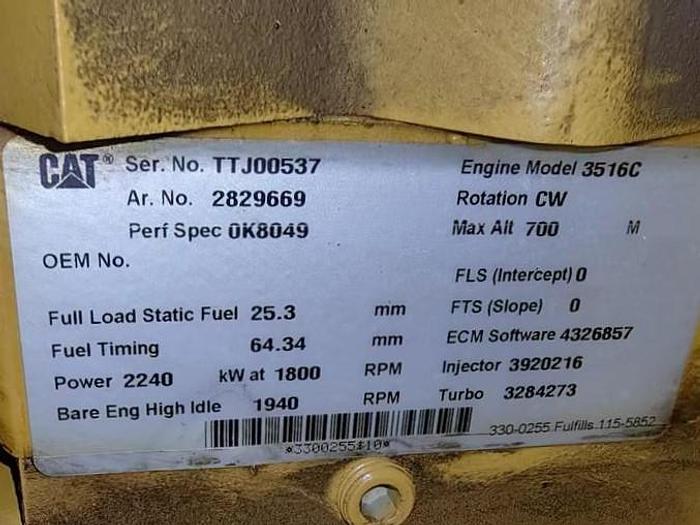 CAT® Ser. No. TTJ00537 Engine Model 3516C
Ar. No. 2829669 Rotation CW
Perf Spec 0K8049 Max Alt 700 M
OEM No.
FLS (Intercept) 0
Full Load Static Fuel 25.3 mm FTS (Slope) 0
Fuel Timing 64.34 mm ECM Software 4326857
Power 2240 kW at 1800 RPM Injector 3920216
Bare Eng High Idle 1940 RPM Turbo 3284273
330-0255 Fulfills 115-5852
*3300255$10*